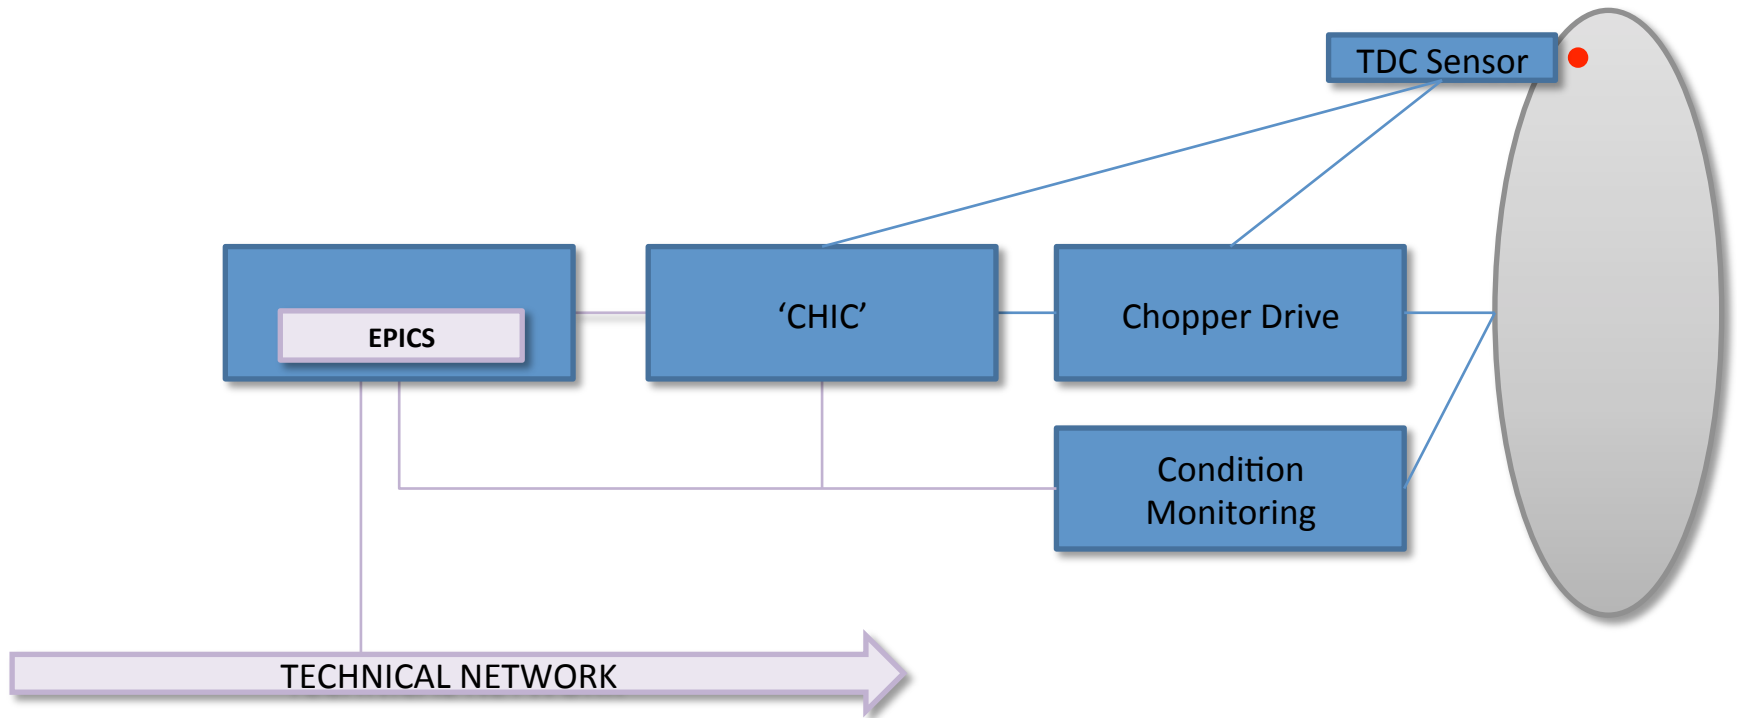 TDC Sensor
EPICS
‘CHIC’
Chopper Drive
Condition
Monitoring
TECHNICAL NETWORK